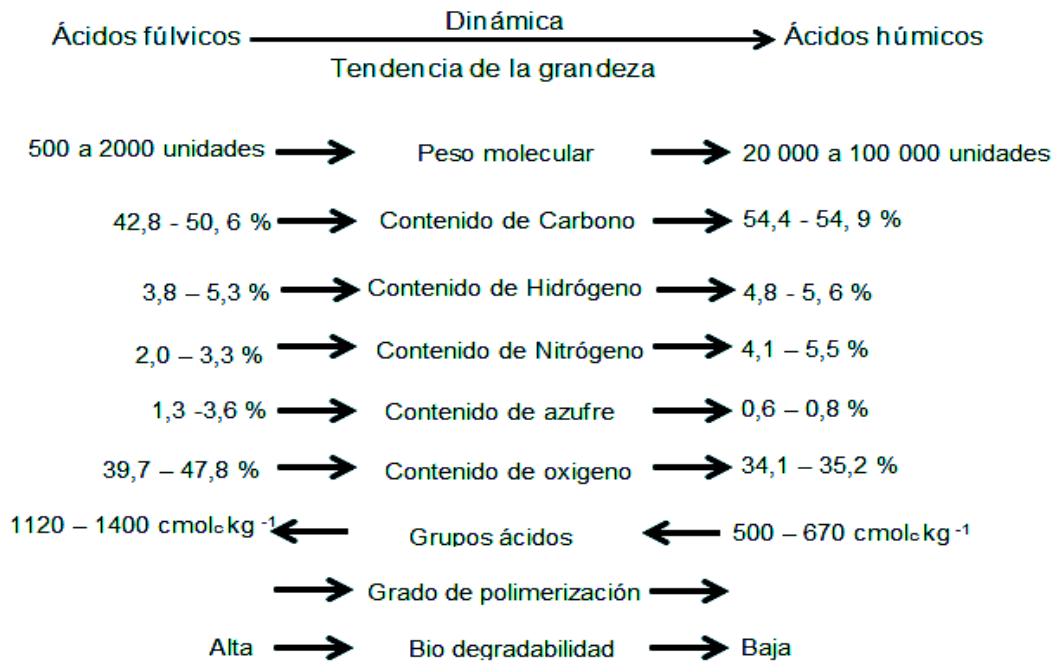 Dinámica
Ácidos fúlvicos Ácidos húmicos
Tendencia de la grandeza
500 a 2000 unidades Peso molecular 20 000 a 100 000 unidades
42,8 - 50, 6 % Contenido de Carbono 54,4 - 54, 9 %
3,8 – 5,3 % Contenido de Hidrógeno 4,8 - 5, 6 %
2,0 – 3,3 % Contenido de Nitrógeno 4,1 – 5,5 %
1,3 -3,6 % Contenido de azufre 0,6 – 0,8 %
39,7 – 47,8 % Contenido de oxigeno 34,1 – 35,2 %
1120 – 1400 cmolc kg -1 Grupos ácidos 500 – 670 cmolc kg -1
Grado de polimerización
Alta Bio degradabilidad Baja